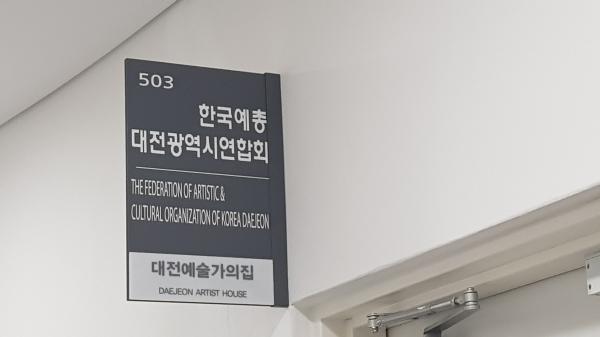 503
한국예총
대전광역시연합회
THE FEDERATION OF ARTISTIC &
CULTURAL ORGANIZATION OF KOREA DAEJEON
대전예술가의집
DAEJEON ARTIST HOUSE